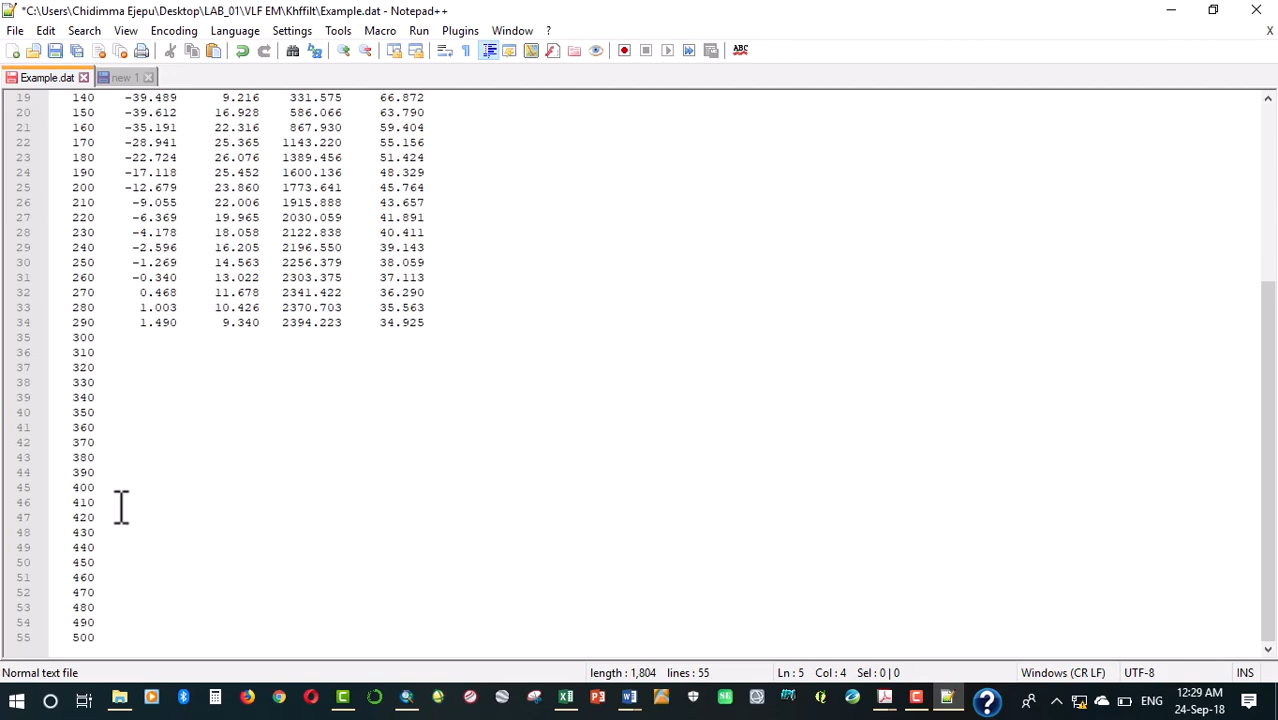 *C:\Users\Chidimma Ejepu\Desktop\LAB_01\VLF EM\Khffilt\Example.dat - Notepad++
File Edit Search View Encoding Language Settings Tools Macro Run Plugins Window ?
ABC
Example.dat new 1
19 140 -39.489 9.216 331.575 66.872
20 150 -39.612 16.928 586.066 63.790
21 160 -35.191 22.316 867.930 59.404
22 170 -28.941 25.365 1143.220 55.156
23 180 -22.724 26.076 1389.456 51.424
24 190 -17.118 25.452 1600.136 48.329
25 200 -12.679 23.860 1773.641 45.764
26 210 -9.055 22.006 1915.888 43.657
27 220 -6.369 19.965 2030.059 41.891
28 230 -4.178 18.058 2122.838 40.411
29 240 -2.596 16.205 2196.550 39.143
30 250 -1.269 14.563 2256.379 38.059
31 260 -0.340 13.022 2303.375 37.113
32 270 0.468 11.678 2341.422 36.290
33 280 1.003 10.426 2370.703 35.563
34 290 1.490 9.340 2394.223 34.925
35 300
36 310
37 320
38 330
39 340
40 350
41 360
42 370
43 380
44 390
45 400
46 410
47 420
48 430
49 440
50 450
51 460
52 470
53 480
54 490
55 500
Normal text file length : 1,804 lines : 55 Ln : 5 Col : 4 Sel : 0 | 0 Windows (CR LF) UTF-8 INS
ENG 12:29 AM
24-Sep-18